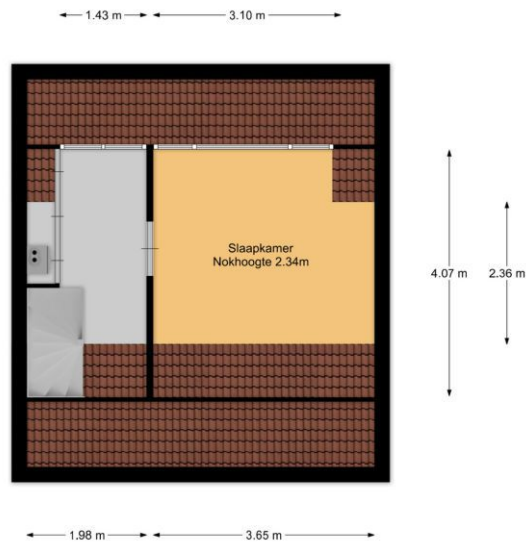 1.43 m
3.10 m
Slaapkamer
Nokhoogte 2.34m
4.07 m
2.36 m
1.98 m
3.65 m